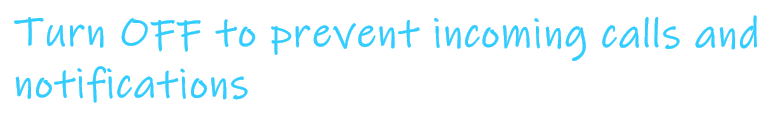 Turn OFF to prevent incoming calls and
notifications